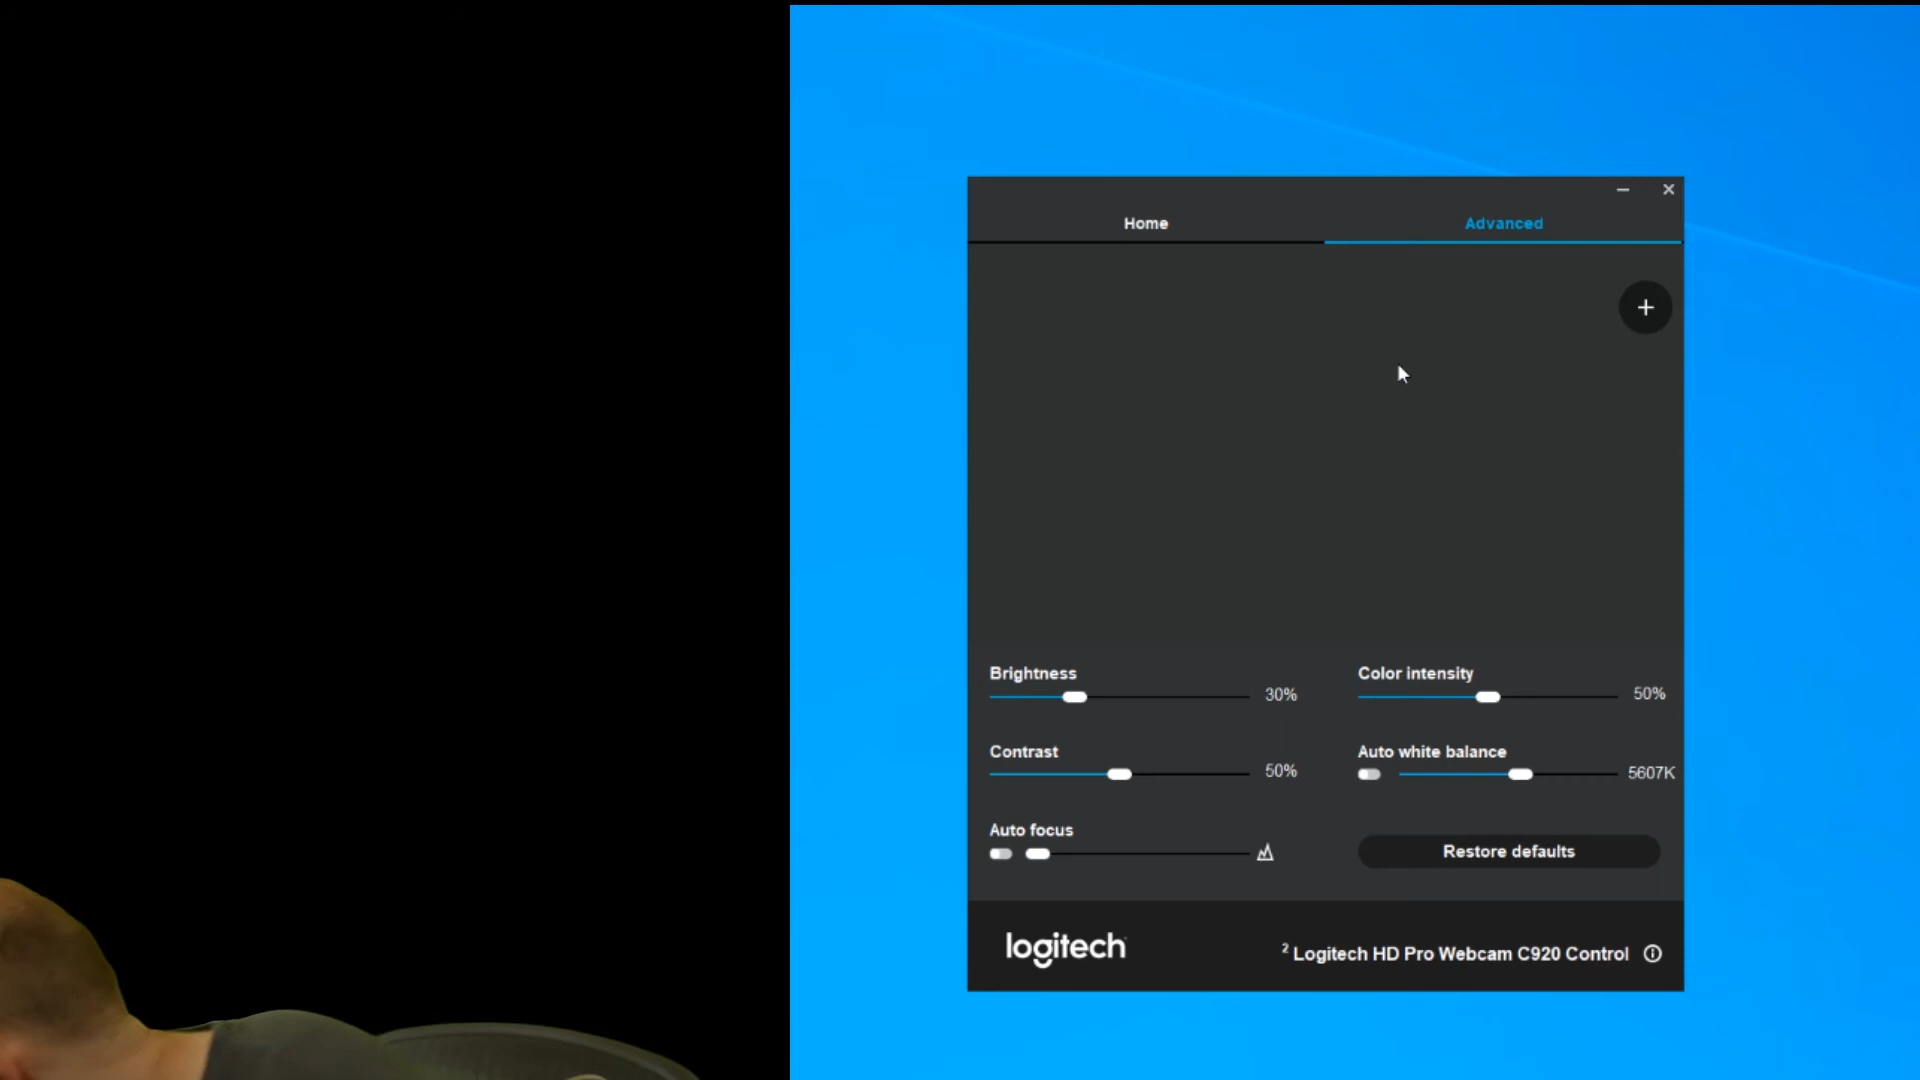 Home
Advanced
Brightness
30%
Color intensity
50%
Contrast
50%
Auto white balance
5607K
Auto focus
Restore defaults
logitech
2 Logitech HD Pro Webcam C920 Control